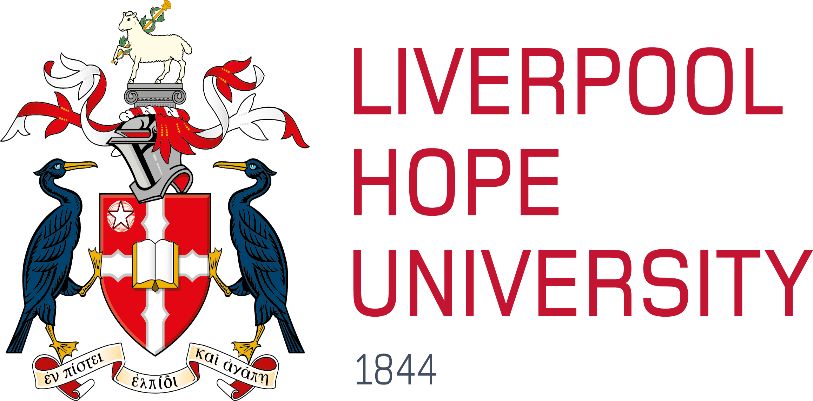 LIVERPOOL
HOPE
UNIVERSITY
1844
ἐν πίστει
ἐλπίδι
καὶ ἀγάπῃ